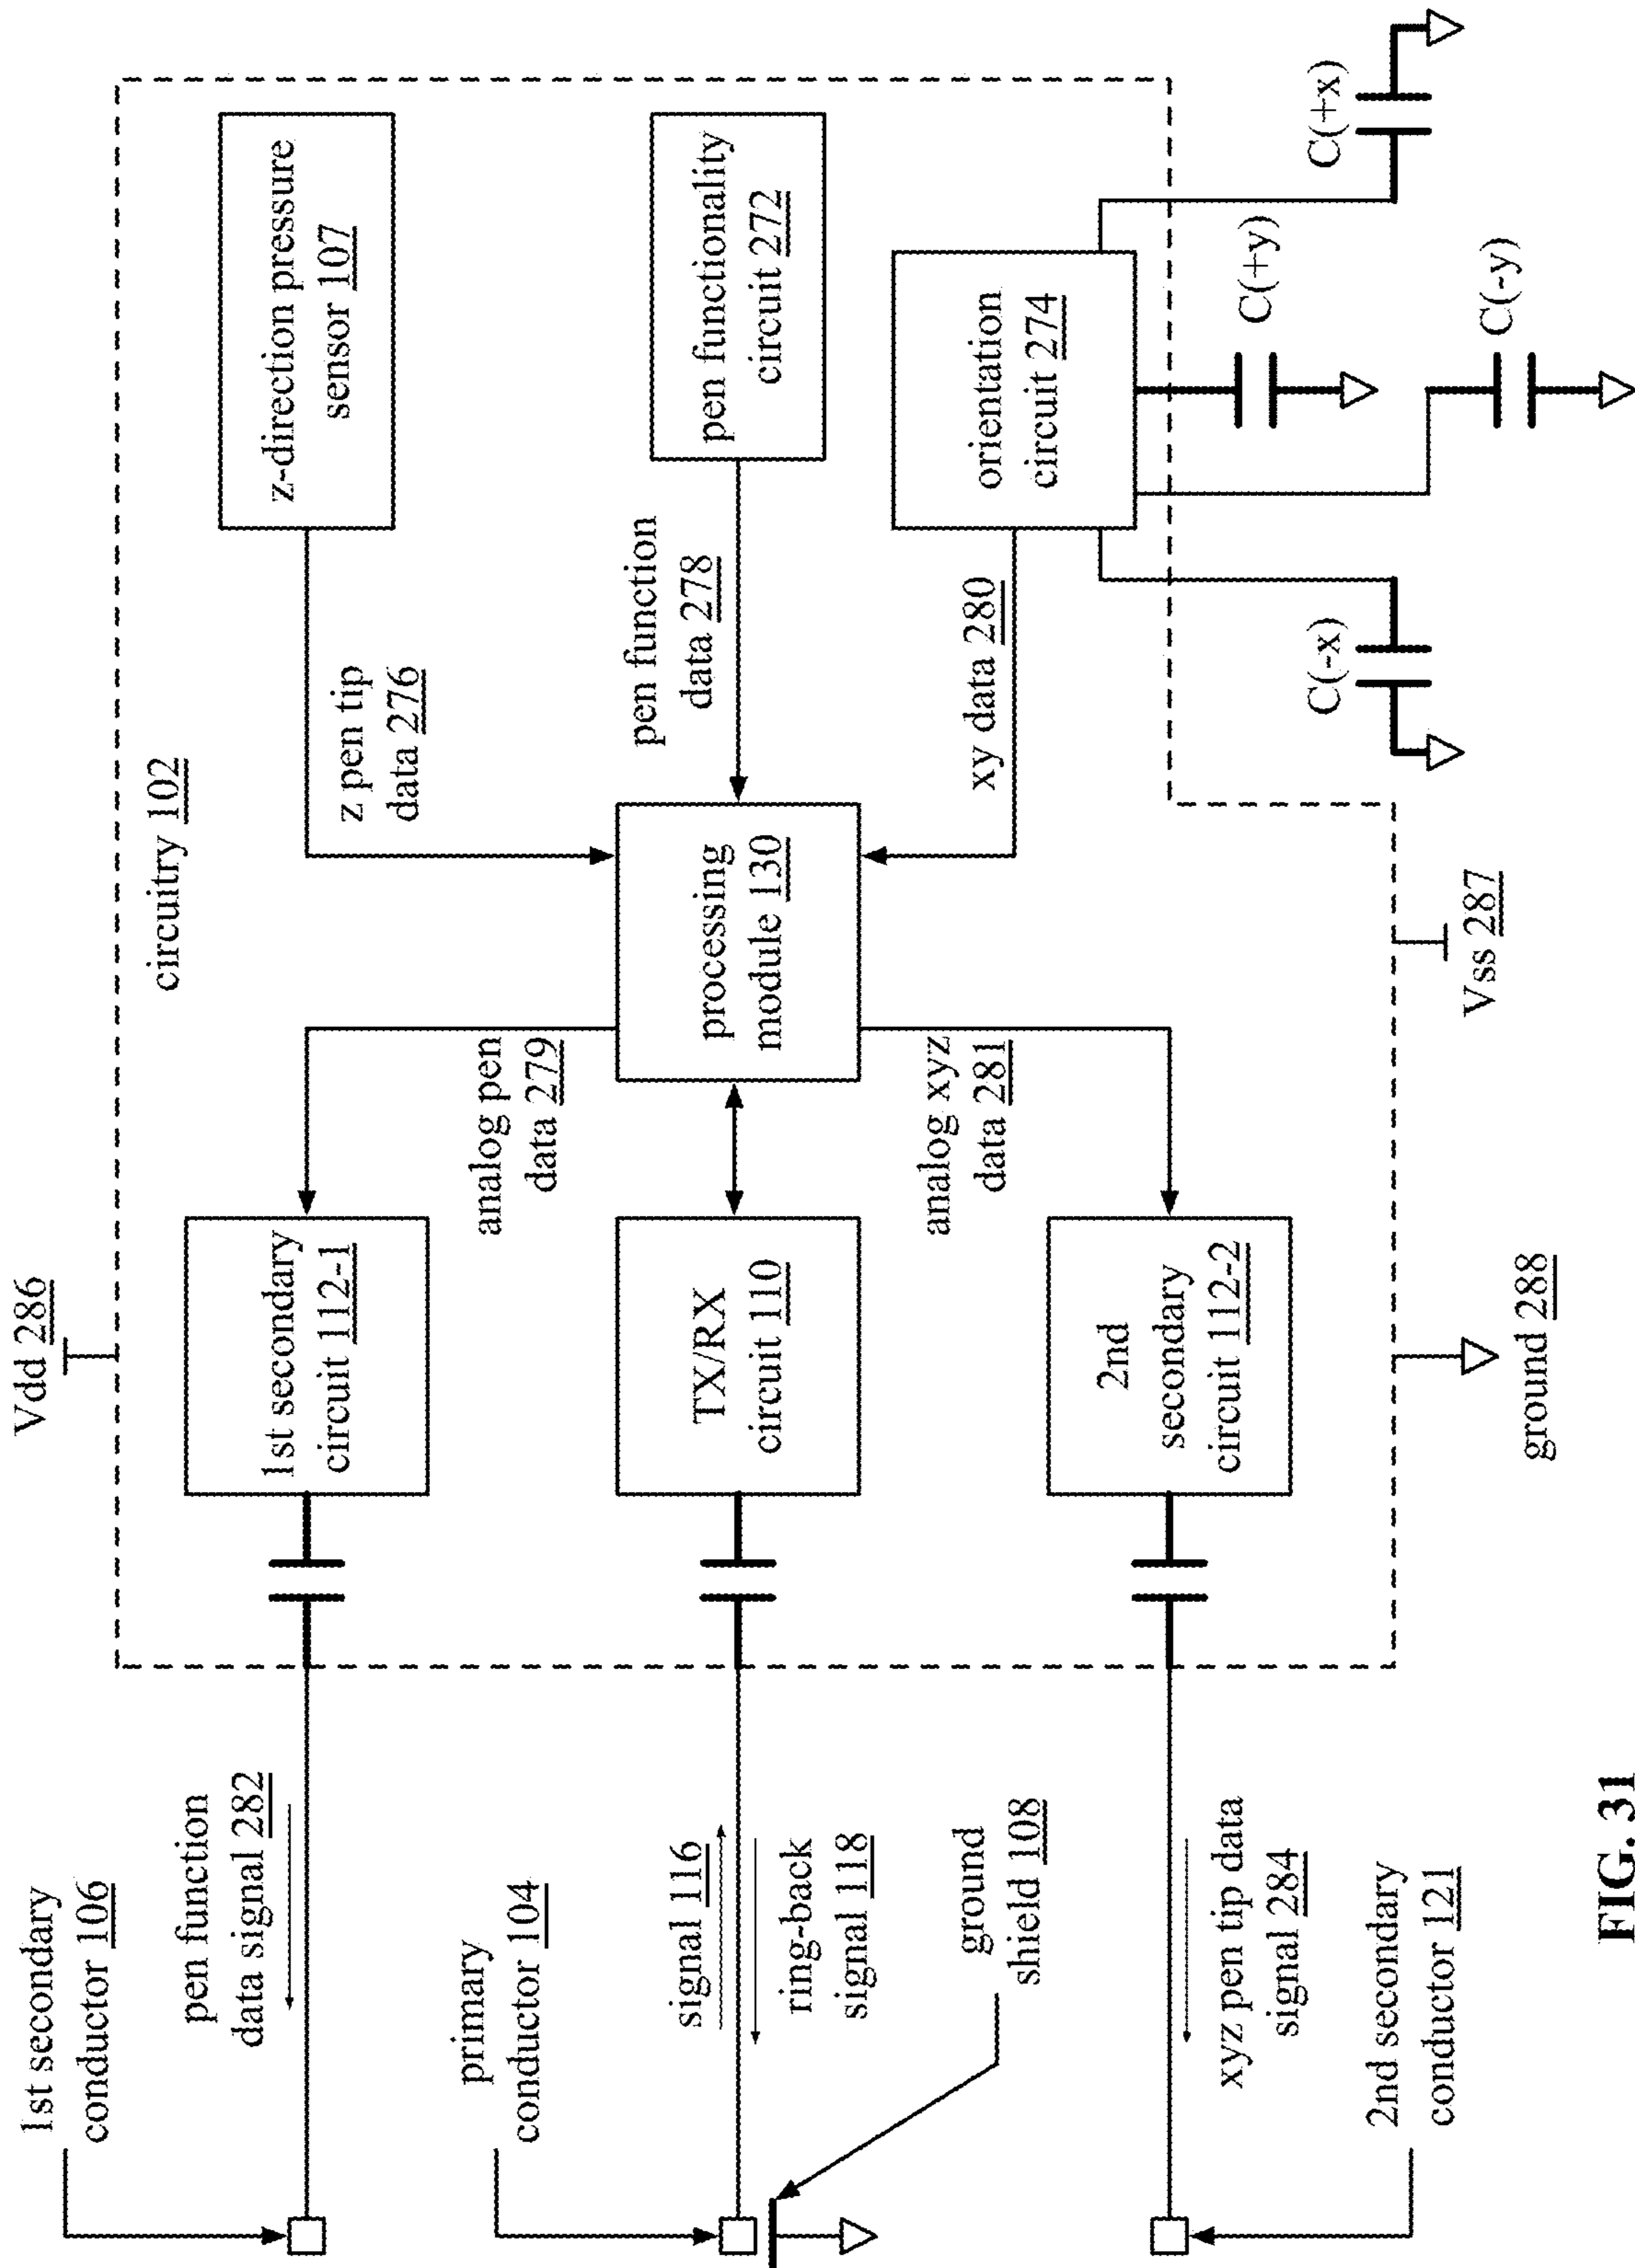 1st secondary
conductor 106
pen function
data signal 282
primary
conductor 104
signal 116
ring-back
signal 118
ground
shield 108
xyz pen tip data
signal 284
2nd secondary
conductor 121
Vdd 286
circuitry 102
1st secondary
circuit 112-1
TX/RX
circuit 110
2nd
secondary
circuit 112-2
analog pen
data 279
analog xyz
data 281
processing
module 130
z pen tip
data 276
pen function
data 278
xy data 280
z-direction pressure
sensor 107
pen functionality
circuit 272
orientation
circuit 274
C(+x)
C(+y)
C(-y)
C(-x)
Vss 287
ground 288
FIG. 31